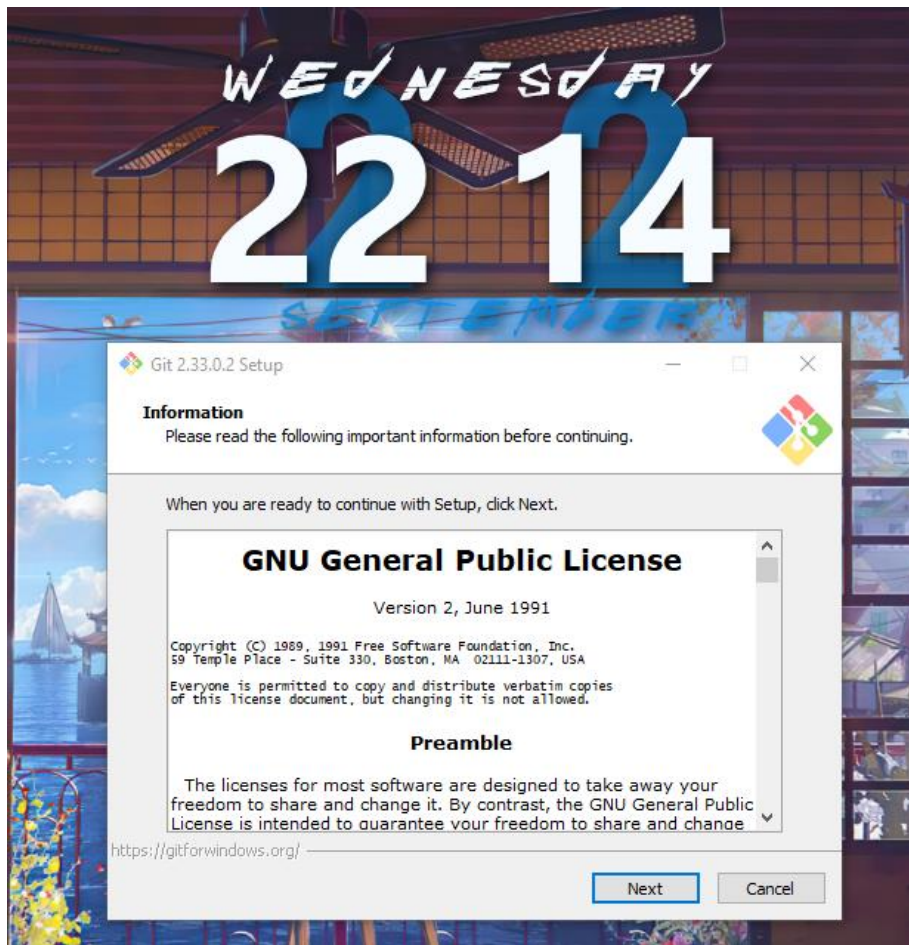 WEdNESdAY
22 14
22
SEPTEMBER
Git 2.33.0.2 Setup
Information
Please read the following important information before continuing.
When you are ready to continue with Setup, click Next.
GNU General Public License
Version 2, June 1991
Copyright (C) 1989, 1991 Free Software Foundation, Inc.
59 Temple Place - Suite 330, Boston, MA  02111-1307, USA
Everyone is permitted to copy and distribute verbatim copies
of this license document, but changing it is not allowed.
Preamble
The licenses for most software are designed to take away your
freedom to share and change it. By contrast, the GNU General Public
License is intended to guarantee your freedom to share and change
https://gitforwindows.org/
Next
Cancel